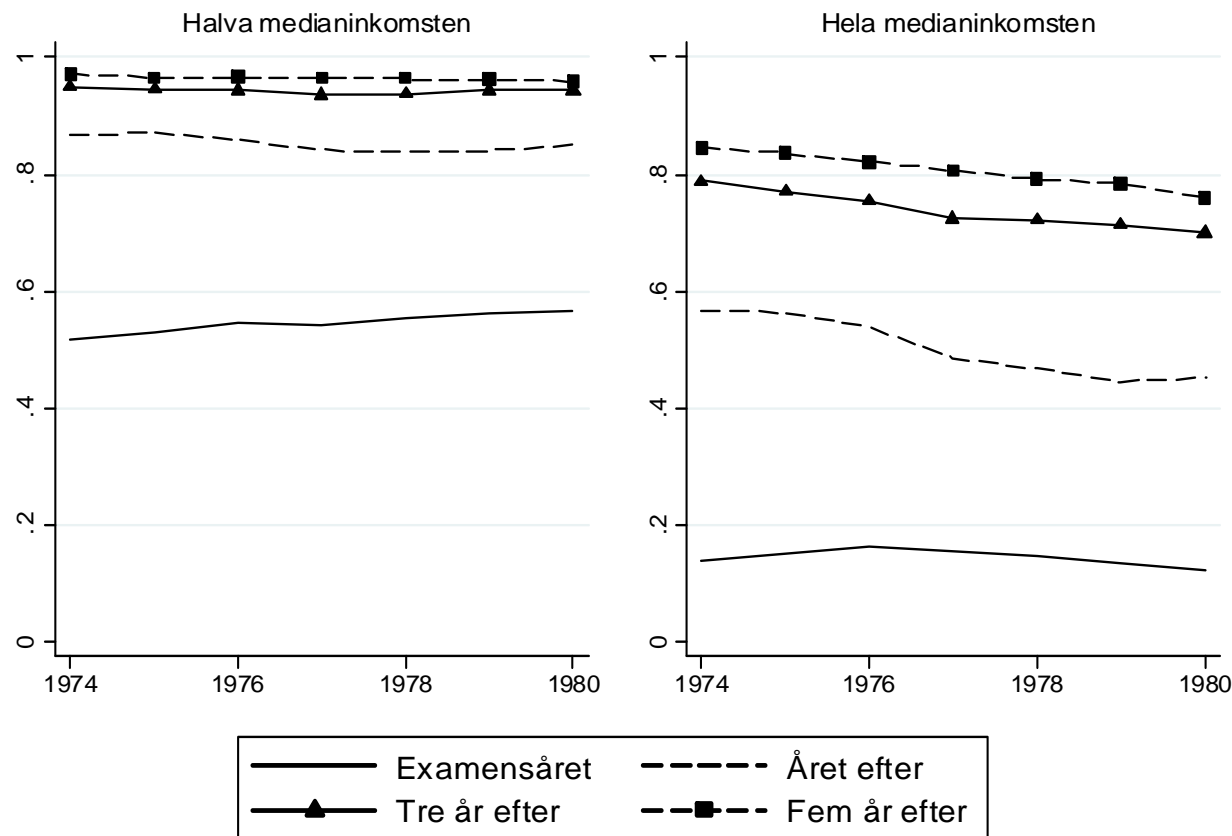 Halva medianinkomsten
Hela medianinkomsten
1
.8
.6
.4
.2
0
1974 1976 1978 1980
1
.8
.6
.4
.2
0
1974 1976 1978 1980
Examensåret Året efter
Tre år efter Fem år efter